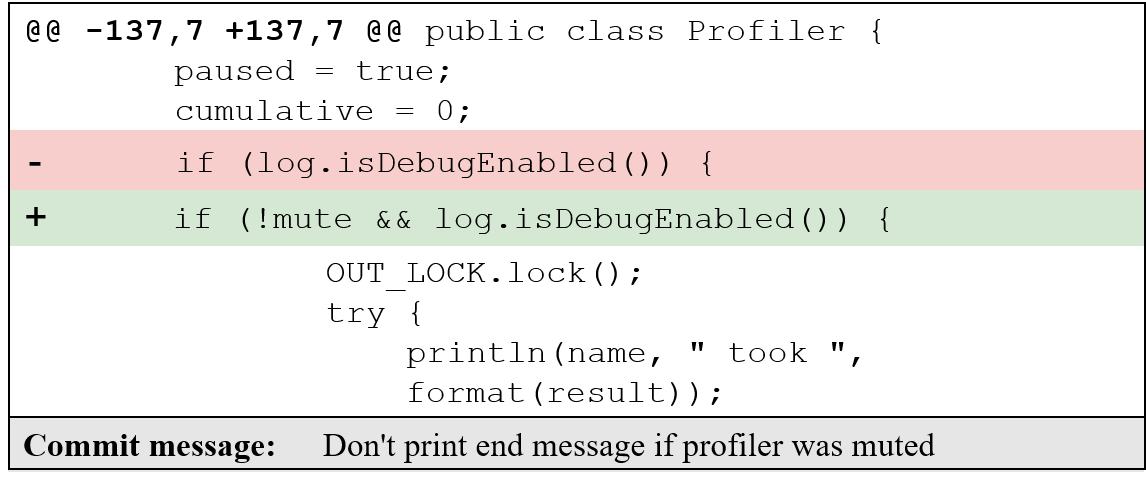 @@ -137,7 +137,7 @@ public class Profiler {
paused = true;
cumulative = 0;
- if (log.isDebugEnabled()) {
+ if (!mute && log.isDebugEnabled()) {
OUT_LOCK.lock();
try {
println(name, " took ",
format(result));
Commit message: Don't print end message if profiler was muted